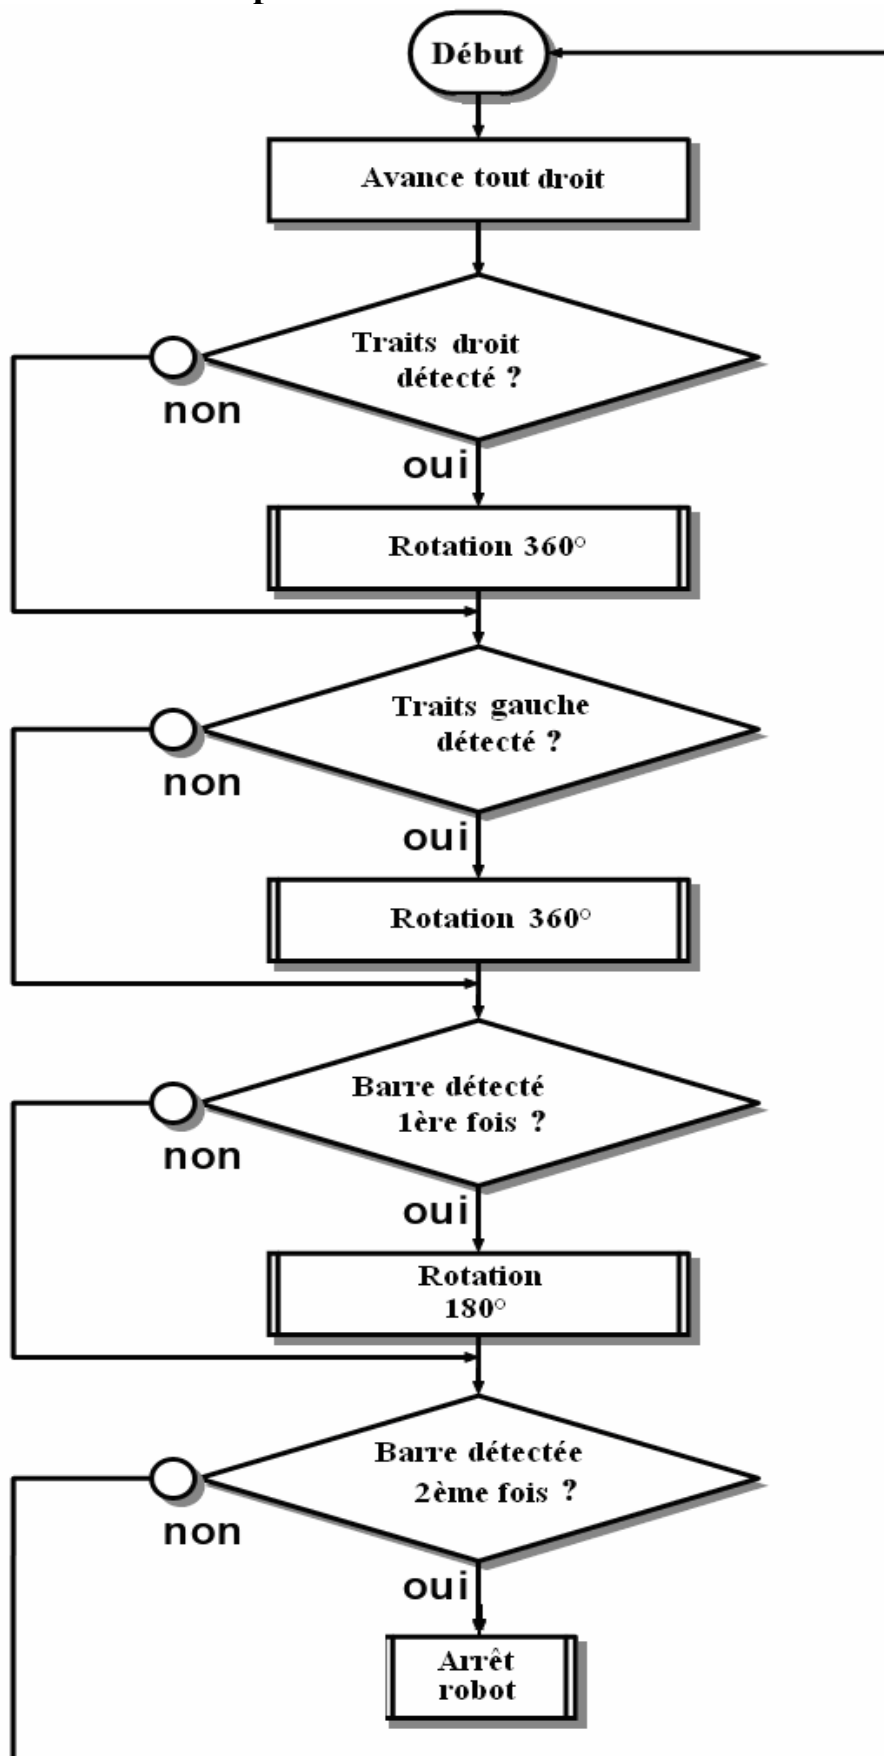 Début
Avance tout droit
Traits droit
détecté ?
non
oui
Rotation 360°
Traits gauche
détecté ?
non
oui
Rotation 360°
Barre détecté
1ère fois ?
non
oui
Rotation
180°
Barre détectée
2ème fois ?
non
oui
Arrêt
robot